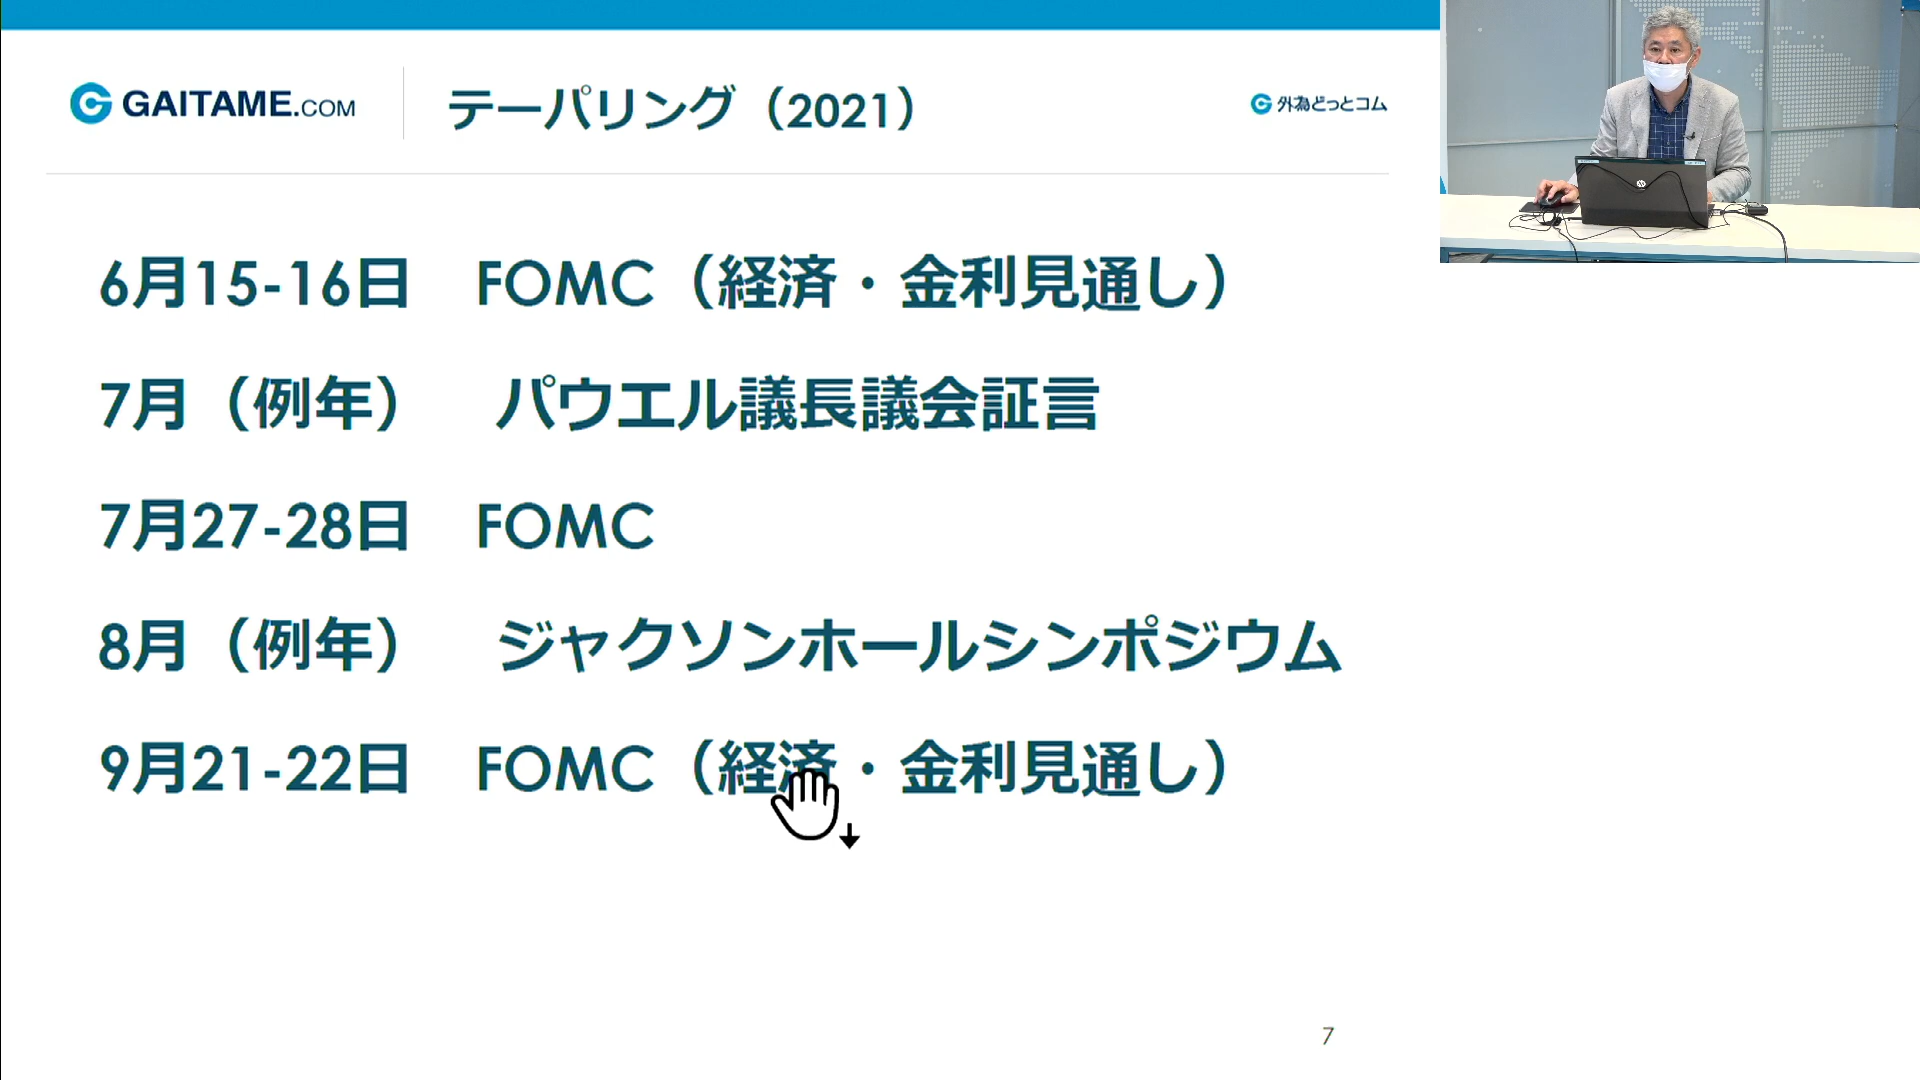 GAITAME.COM
テーパリング（2021）
外為どっとコム
6月15-16日　FOMC（経済・金利見通し）
7月（例年）　パウエル議長議会証言
7月27-28日　FOMC
8月（例年）　ジャクソンホールシンポジウム
9月21-22日　FOMC（経済・金利見通し）
7